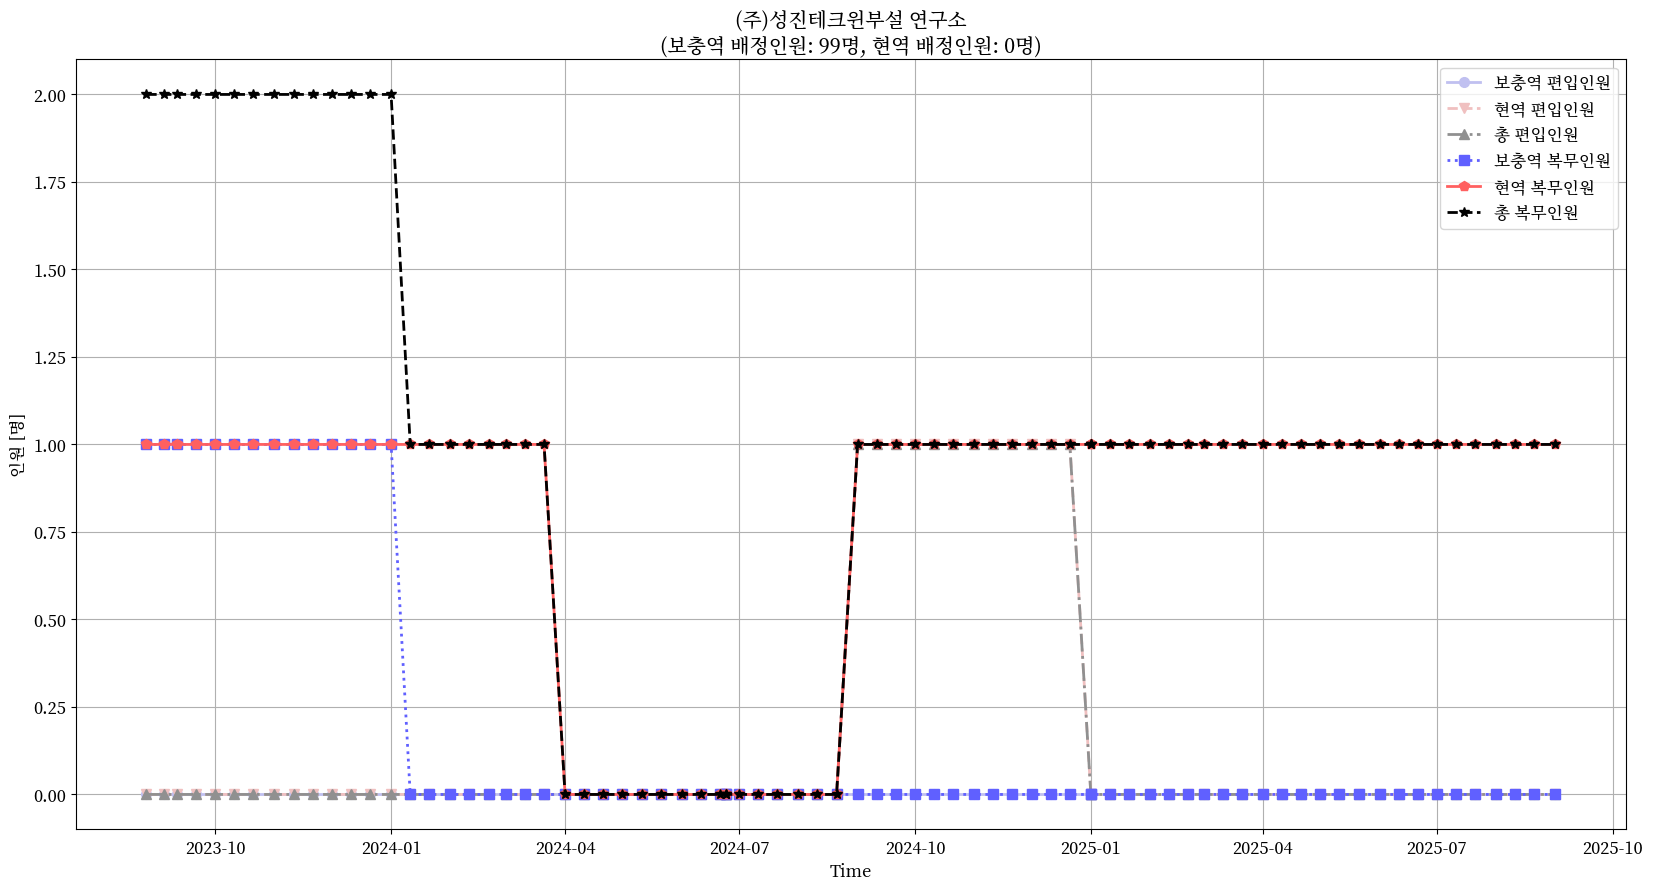 (주)성진테크윈부설 연구소
(보충역 배정인원: 99명, 현역 배정인원: 0명)
보충역 편입인원
현역 편입인원
총 편입인원
보충역 복무인원
현역 복무인원
총 복무인원
2.00
1.75
1.50
1.25
1.00
0.75
0.50
0.25
0.00
인원 [명]
2023-10
2024-01
2024-04
2024-07
2024-10
2025-01
2025-04
2025-07
2025-10
Time